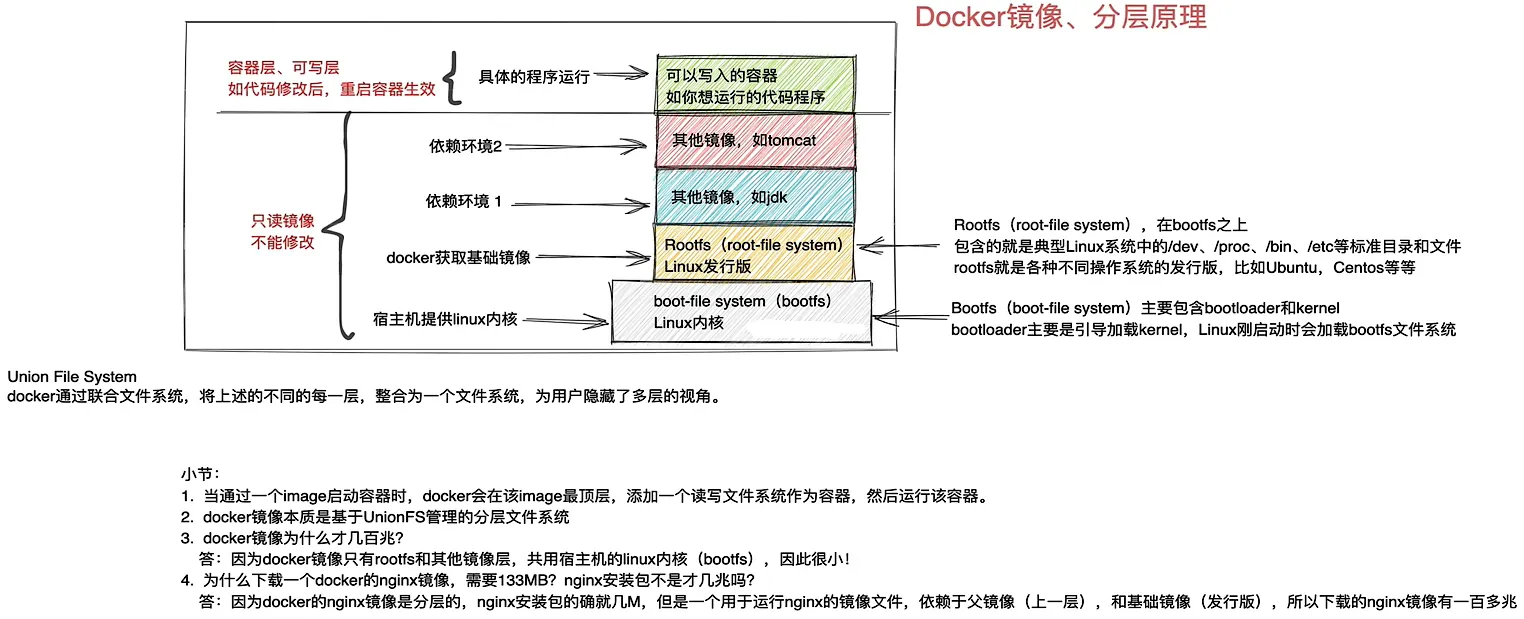 Docker镜像、分层原理
容器层、可写层
如代码修改后，重启容器生效
具体的程序运行
可以写入的容器
如你想运行的代码程序
依赖环境2
其他镜像，如tomcat
依赖环境 1
其他镜像，如jdk
只读镜像
不能修改
docker获取基础镜像
Rootfs（root-file system）
Linux发行版
Rootfs（root-file system），在bootfs之上
包含的就是典型Linux系统中的/dev、/proc、/bin、/etc等标准目录和文件
rootfs就是各种不同操作系统的发行版，比如Ubuntu，Centos等等
宿主机提供linux内核
boot-file system（bootfs）
Linux内核
Bootfs（boot-file system）主要包含bootloader和kernel
bootloader主要是引导加载kernel，Linux刚启动时会加载bootfs文件系统
Union File System
docker通过联合文件系统，将上述的不同的每一层，整合为一个文件系统，为用户隐藏了多层的视角。
小节：
1. 当通过一个image启动容器时，docker会在该image最顶层，添加一个读写文件系统作为容器，然后运行该容器。
2. docker镜像本质是基于UnionFS管理的分层文件系统
3. docker镜像为什么才几百兆？
答：因为docker镜像只有rootfs和其他镜像层，共用宿主机的linux内核（bootfs），因此很小！
4. 为什么下载一个docker的nginx镜像，需要133MB？nginx安装包不是才几兆吗？
答：因为docker的nginx镜像是分层的，nginx安装包的确就几M，但是一个用于运行nginx的镜像文件，依赖于父镜像（上一层），和基础镜像（发行版），所以下载的nginx镜像有一百多兆